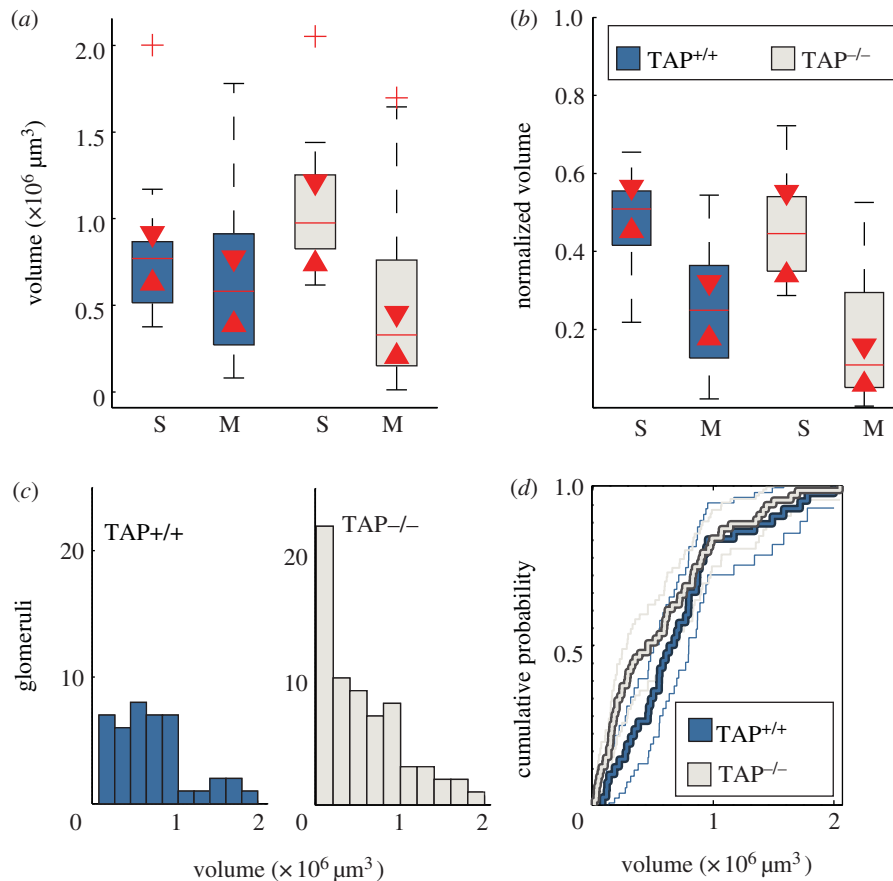 (a)
2.0
1.5
1.0
0.5
0
volume (×10⁶ μm³)
S M S M
(b)
1.0
0.8
0.6
0.4
0.2
normalized volume
TAP+/+ TAP−/−
S M S M
(c)
TAP+/+
20
10
glomeruli
0 1 2
TAP−/−
20
10
0 1 2
volume (× 10⁶ μm³)
(d)
1.0
0.5
cumulative probability
TAP+/+
TAP−/−
0 1 2
volume (× 10⁶ μm³)